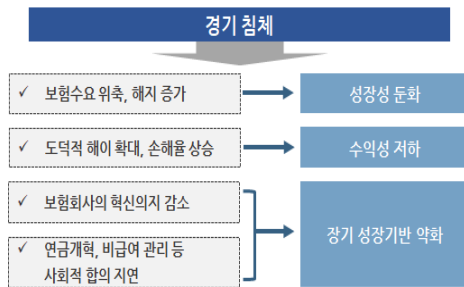 경기 침체
✓ 보험수요 위축, 해지 증가
성장성 둔화
✓ 도덕적 해이 확대, 손해율 상승
수익성 저하
✓ 보험회사의 혁신의지 감소
✓ 연금개혁, 비급여 관리 등
사회적 합의 지연
장기 성장기반 약화